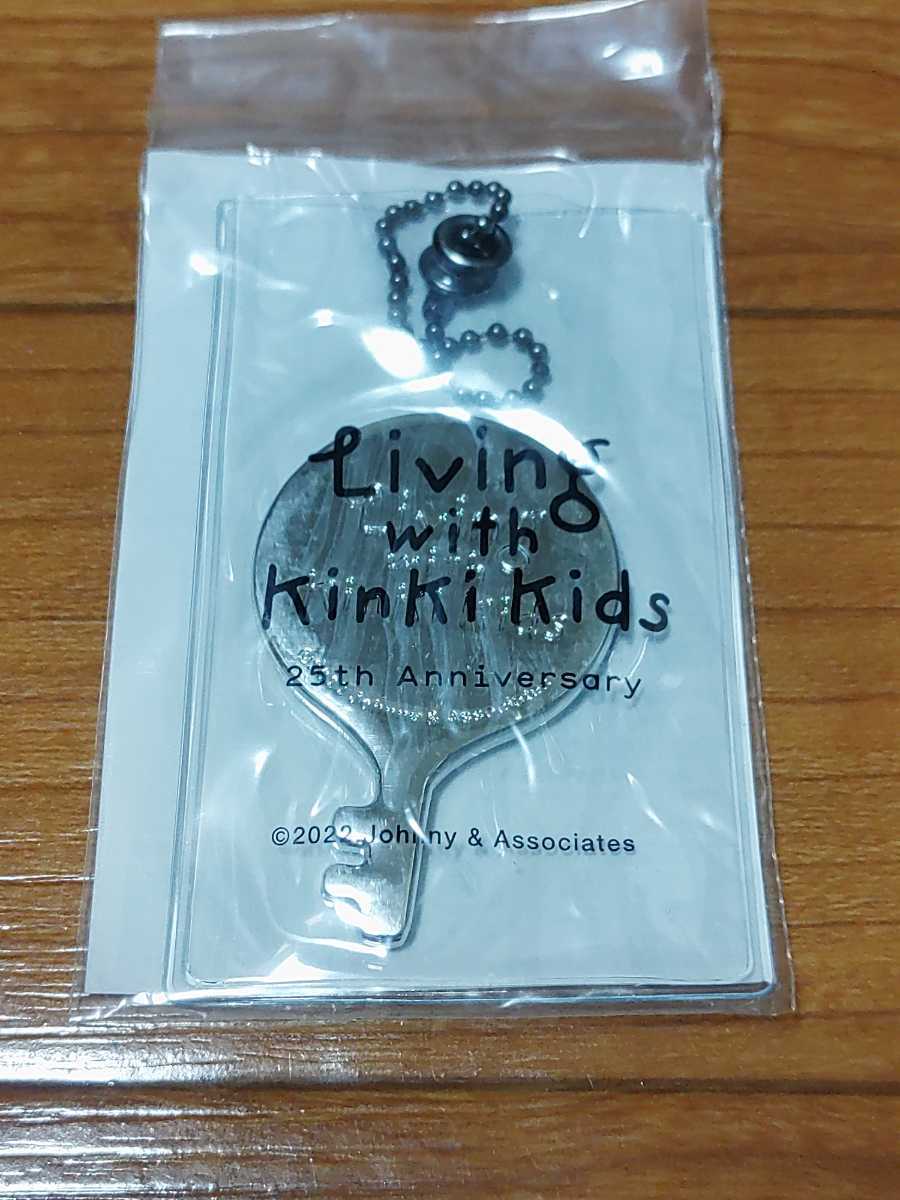 Living
with
KinKi Kids
25th Anniversary
©2022 Johnny & Associates